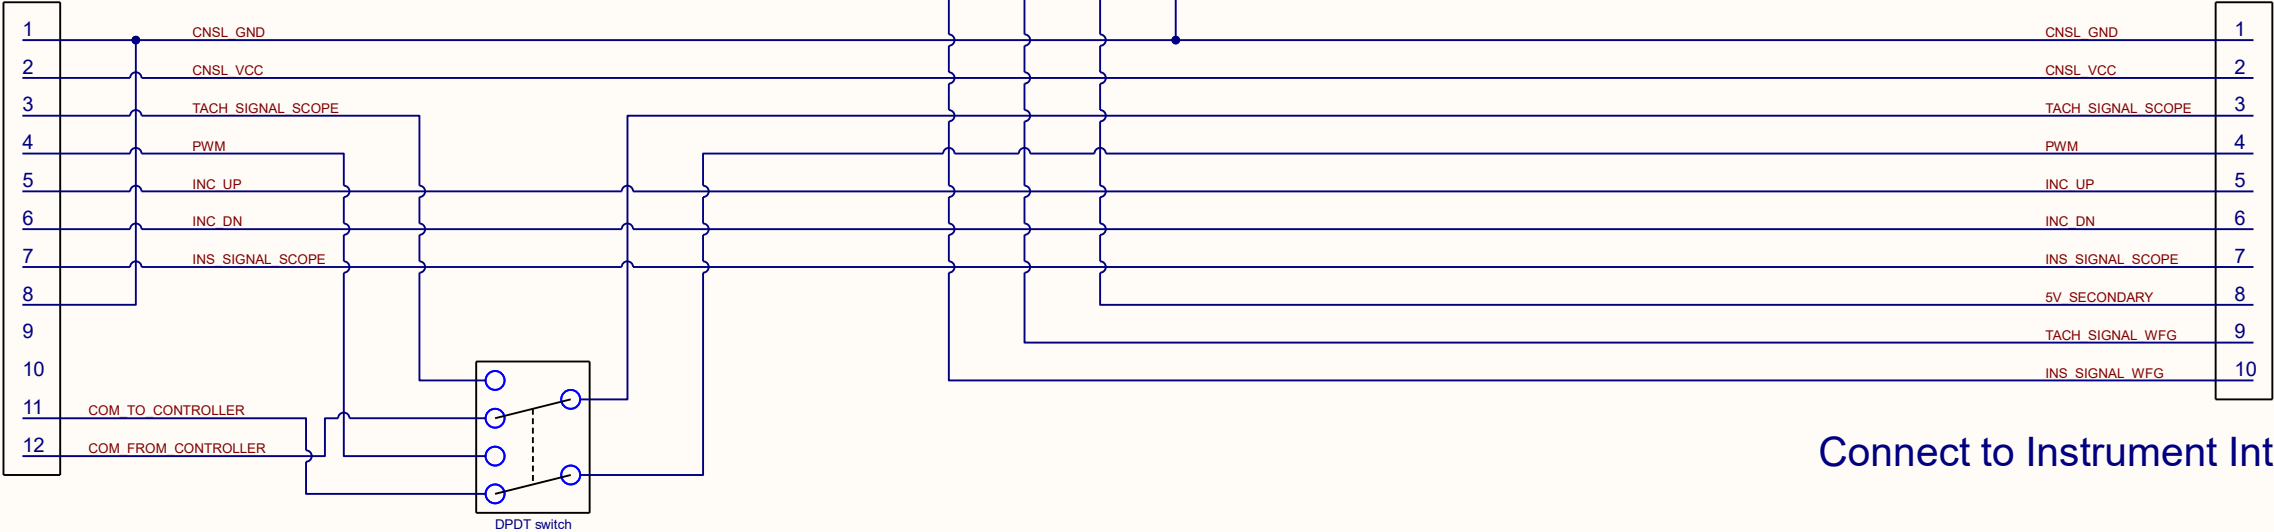 1 CNSL_GND CNSL_GND 1
2 CNSL_VCC CNSL_VCC 2
3 TACH_SIGNAL_SCOPE TACH_SIGNAL_SCOPE 3
4 PWM PWM 4
5 INC_UP INC_UP 5
6 INC_DN INC_DN 6
7 INS_SIGNAL_SCOPE INS_SIGNAL_SCOPE 7
8 5V_SECONDARY 8
9 TACH_SIGNAL_WFG 9
10 INS_SIGNAL_WFG 10
11 COM_TO_CONTROLLER
12 COM_FROM_CONTROLLER
Connect to Instrument Int
DPDT switch